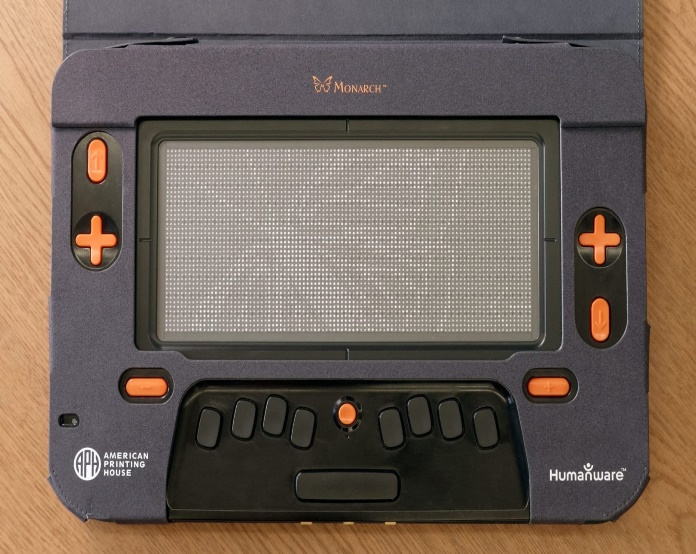 MONARCH™
APH
AMERICAN
PRINTING
HOUSE
HumanWare™